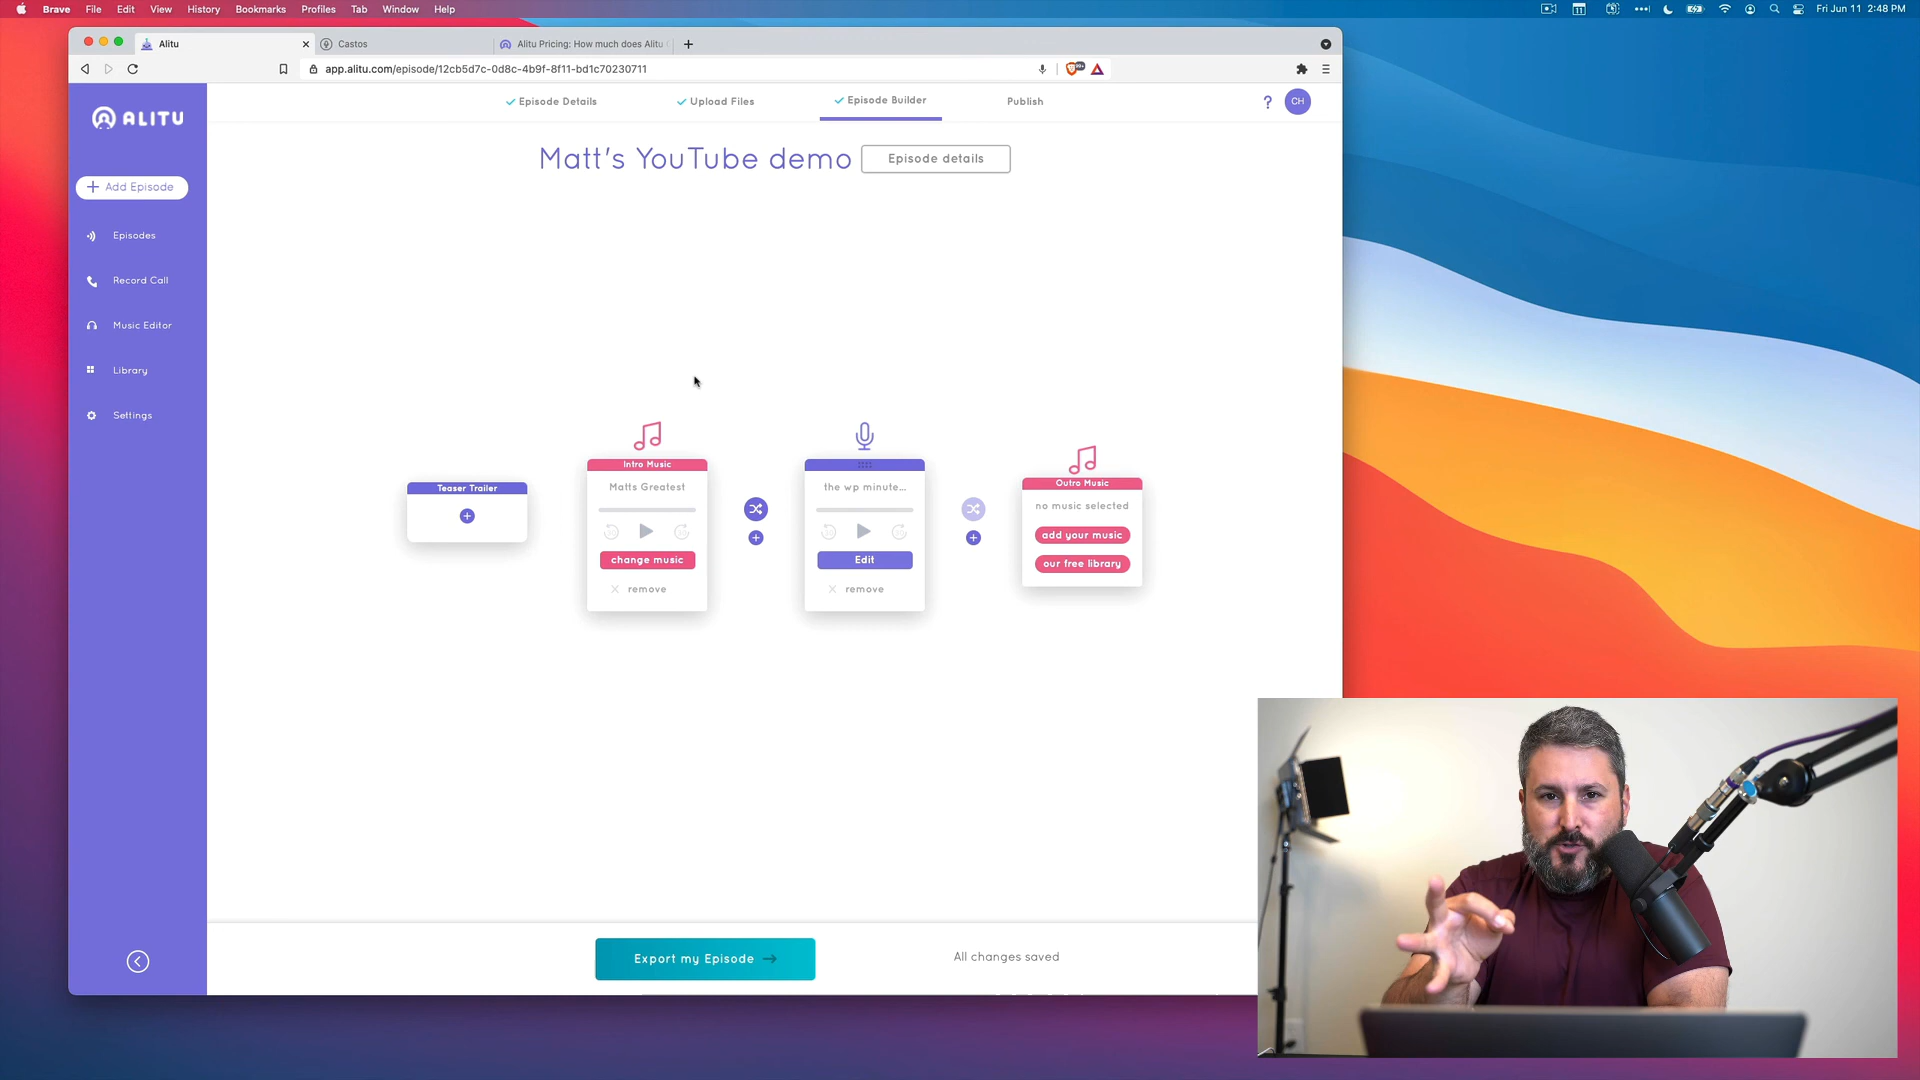 Brave File Edit View History Bookmarks Profiles Tab Window Help
11
Fri Jun 11 2:48 PM
Alitu
Castos
Alitu Pricing: How much does Alitu
app.alitu.com/episode/12cb5d7c-0d8c-4b9f-8f11-bd1c70230711
ALITU
Episode Details
Upload Files
Episode Builder
Publish
?
CH
Matt's YouTube demo
Episode details
+ Add Episode
Episodes
Record Call
Music Editor
Library
Settings
Teaser Trailer
Intro Music
Matts Greatest
change music
remove
the wp minute...
Edit
remove
Outro Music
no music selected
add your music
our free library
Export my Episode
All changes saved